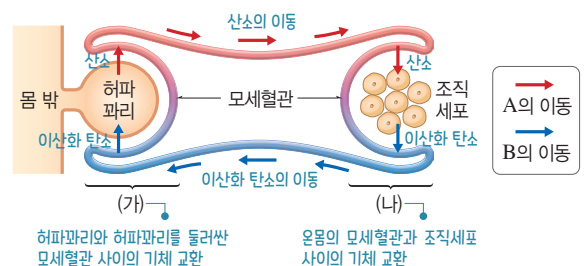 산소의 이동
산소
산소
몸 밖
허파
꽈리
모세혈관
조직
세포
이산화 탄소
이산화 탄소
이산화 탄소의 이동
A의 이동
B의 이동
(가)
(나)
허파꽈리와 허파꽈리를 둘러싼
모세혈관 사이의 기체 교환
온몸의 모세혈관과 조직세포
사이의 기체 교환